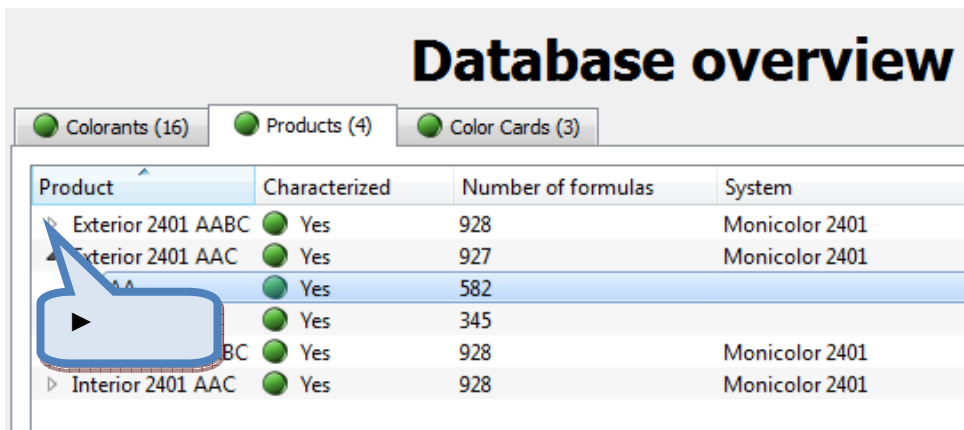 Database overview
Colorants (16) Products (4) Color Cards (3)
Product Characterized Number of formulas System
Exterior 2401 AABC Yes 928 Monicolor 2401
Exterior 2401 AAC Yes 927 Monicolor 2401
AA Yes 582
► Yes 345
BC Yes 928 Monicolor 2401
Interior 2401 AAC Yes 928 Monicolor 2401